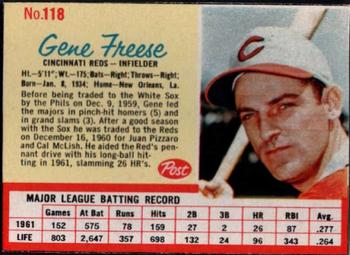 No.118
Gene Freese
CINCINNATI REDS — INFIELDER
Ht.—5'11"; Wt.—175; Bats—Right; Throws—Right;
Born—Jan. 8, 1934; Home—New Orleans, La.
Before being traded to the White Sox
by the Phils on Dec. 9, 1959, Gene led
the majors in pinch-hit homers (5) and
in grand slams (3). After a good season
with the Sox he was traded to the Reds
on December 16, 1960 for Juan Pizzaro
and Cal McLish. He aided the Red's pen-
nant drive with his long-ball hit-
ting in 1961, slamming 26 HR's.
Post
C
MAJOR LEAGUE BATTING RECORD
Games At Bat Runs Hits 2B 3B HR RBI Avg.
1961 152 575 78 159 27 2 26 87 .277
LIFE 803 2,647 358 698 132 24 96 343 .264